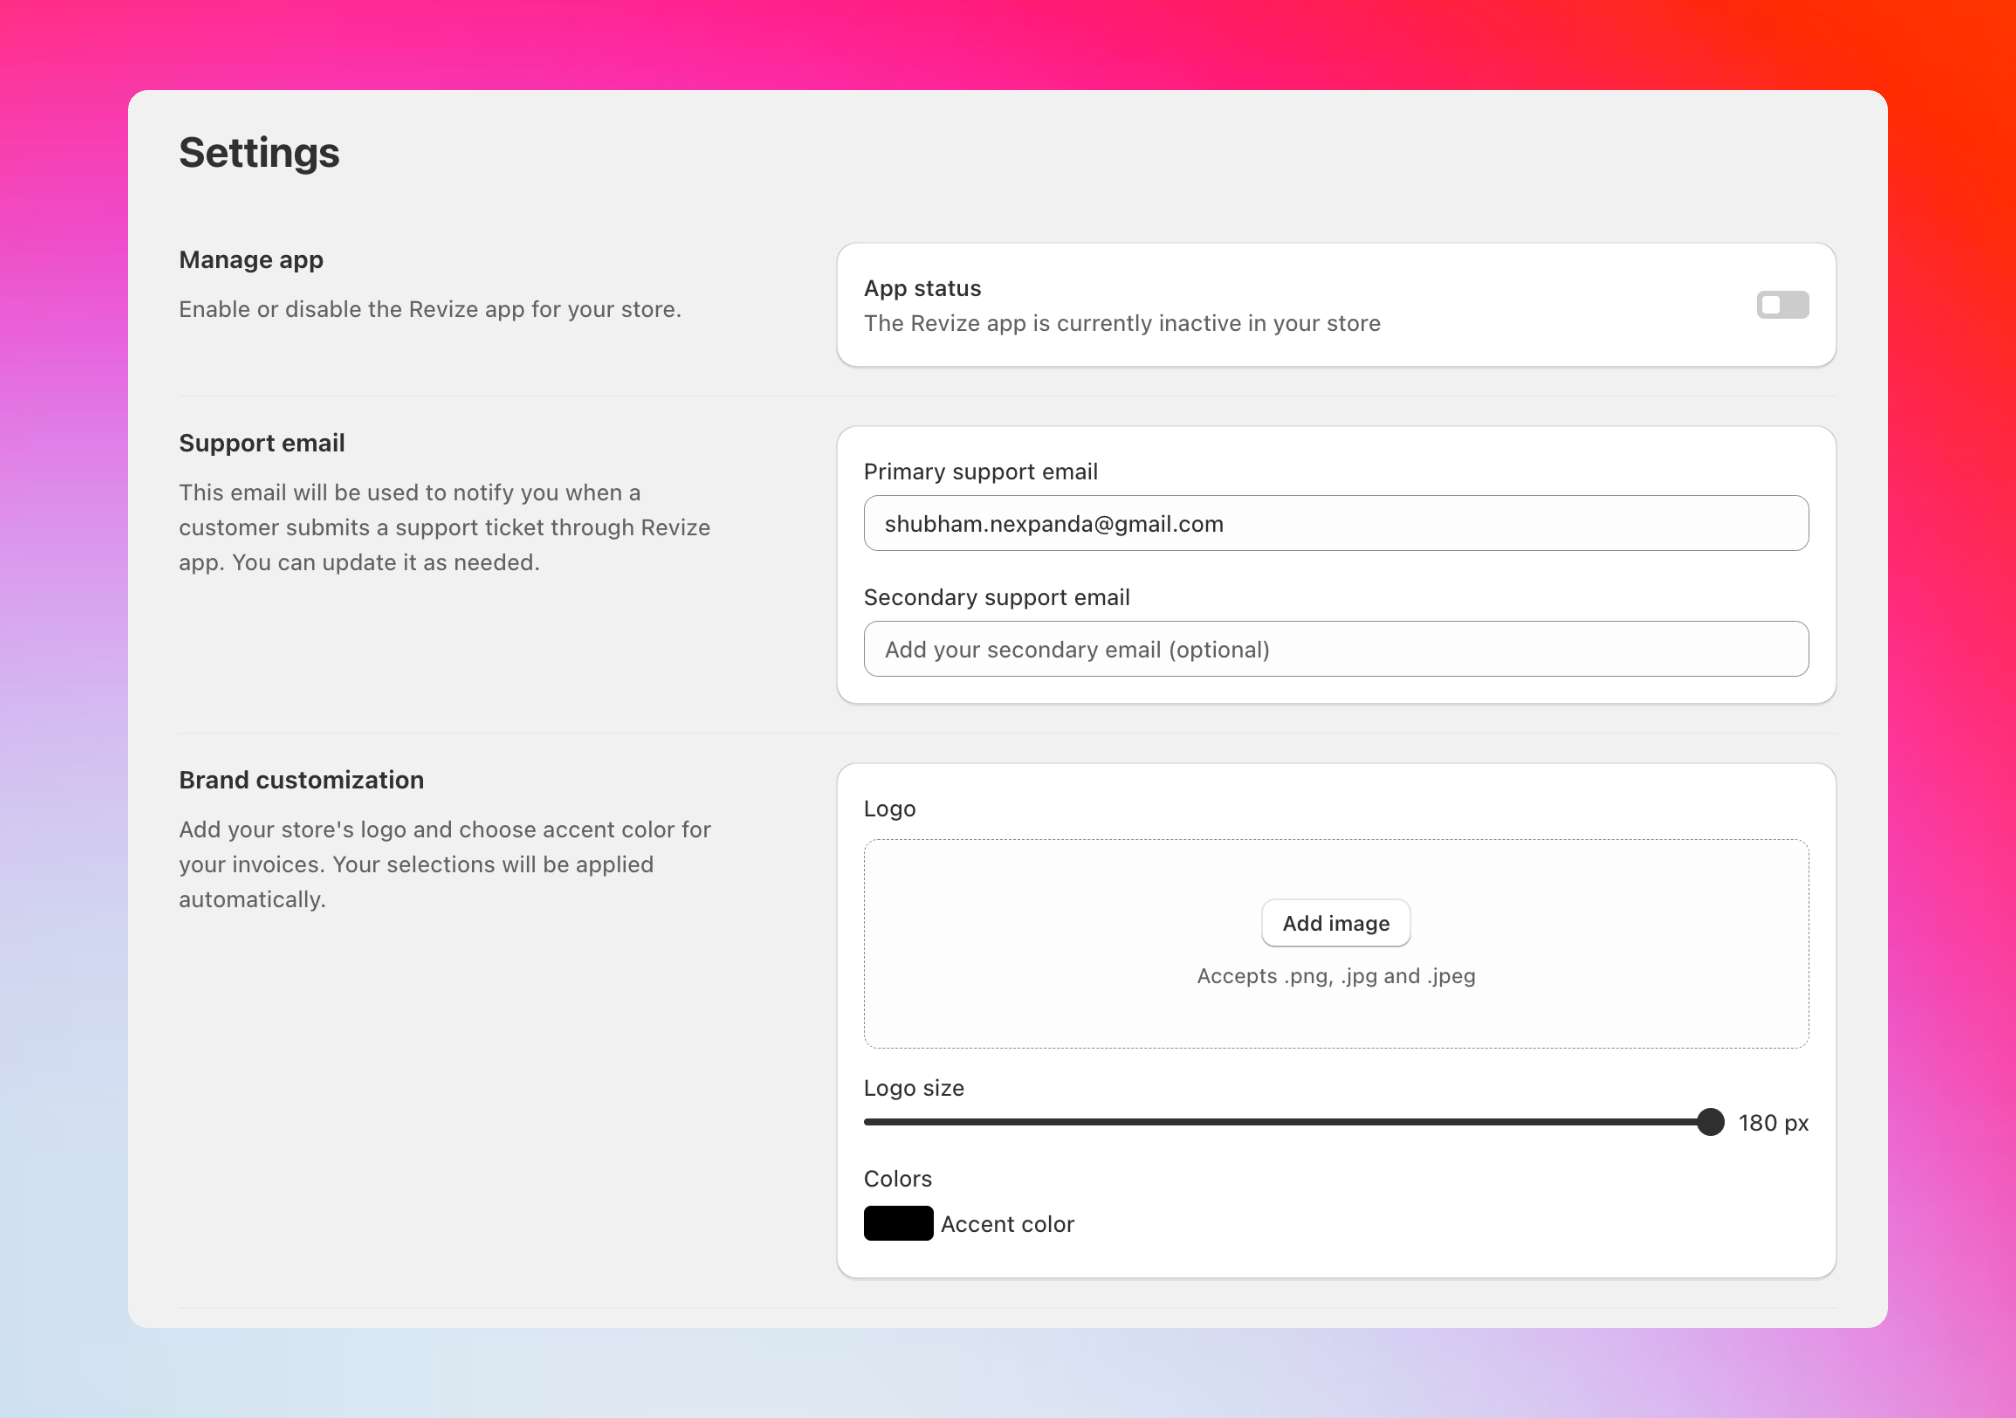 Settings
Manage app
Enable or disable the Revize app for your store.
App status
The Revize app is currently inactive in your store
Support email
This email will be used to notify you when a
customer submits a support ticket through Revize
app. You can update it as needed.
Primary support email
shubham.nexpanda@gmail.com
Secondary support email
Add your secondary email (optional)
Brand customization
Add your store's logo and choose accent color for
your invoices. Your selections will be applied
automatically.
Logo
Add image
Accepts .png, .jpg and .jpeg
Logo size
180 px
Colors
Accent color